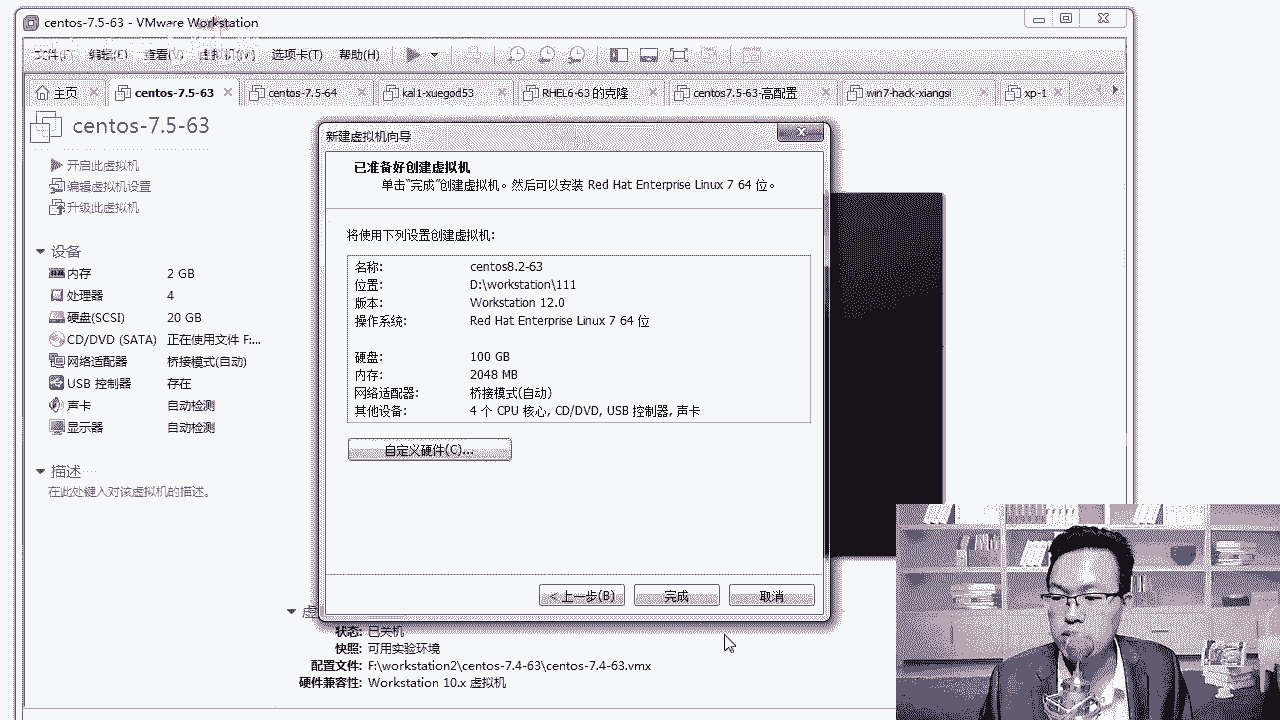 centos-7.5-63 - VMware Workstation
文件(F) 编辑(E) 查看(V) 虚拟机(M) 选项卡(T) 帮助(H)
主页 centos-7.5-63 centos-7.5-64 kal1-xuegod53 RHEL6-63 的克隆 centos7.5-63-高配置 win7-hack-xiangsi xp-1
centos-7.5-63
开启此虚拟机
编辑虚拟机设置
升级此虚拟机
设备
内存 2 GB
处理器 4
硬盘(SCSI) 20 GB
CD/DVD (SATA) 正在使用文件 F:...
网络适配器 桥接模式(自动)
USB 控制器 存在
声卡 自动检测
显示器 自动检测
描述
在此处键入对该虚拟机的描述。
新建虚拟机向导
已准备好创建虚拟机
单击“完成”创建虚拟机。然后可以安装 Red Hat Enterprise Linux 7 64 位。
将使用下列设置创建虚拟机:
名称: centos8.2-63
位置: D:\workstation\111
版本: Workstation 12.0
操作系统: Red Hat Enterprise Linux 7 64 位
硬盘: 100 GB
内存: 2048 MB
网络适配器: 桥接模式(自动)
其他设备: 4 个 CPU 核心, CD/DVD, USB 控制器, 声卡
自定义硬件(C)...
< 上一步(B) 完成 取消
虚
状态: 已关机
快照: 可用实验环境
配置文件: F:\workstation2\centos-7.4-63\centos-7.4-63.vmx
硬件兼容性: Workstation 10.x 虚拟机